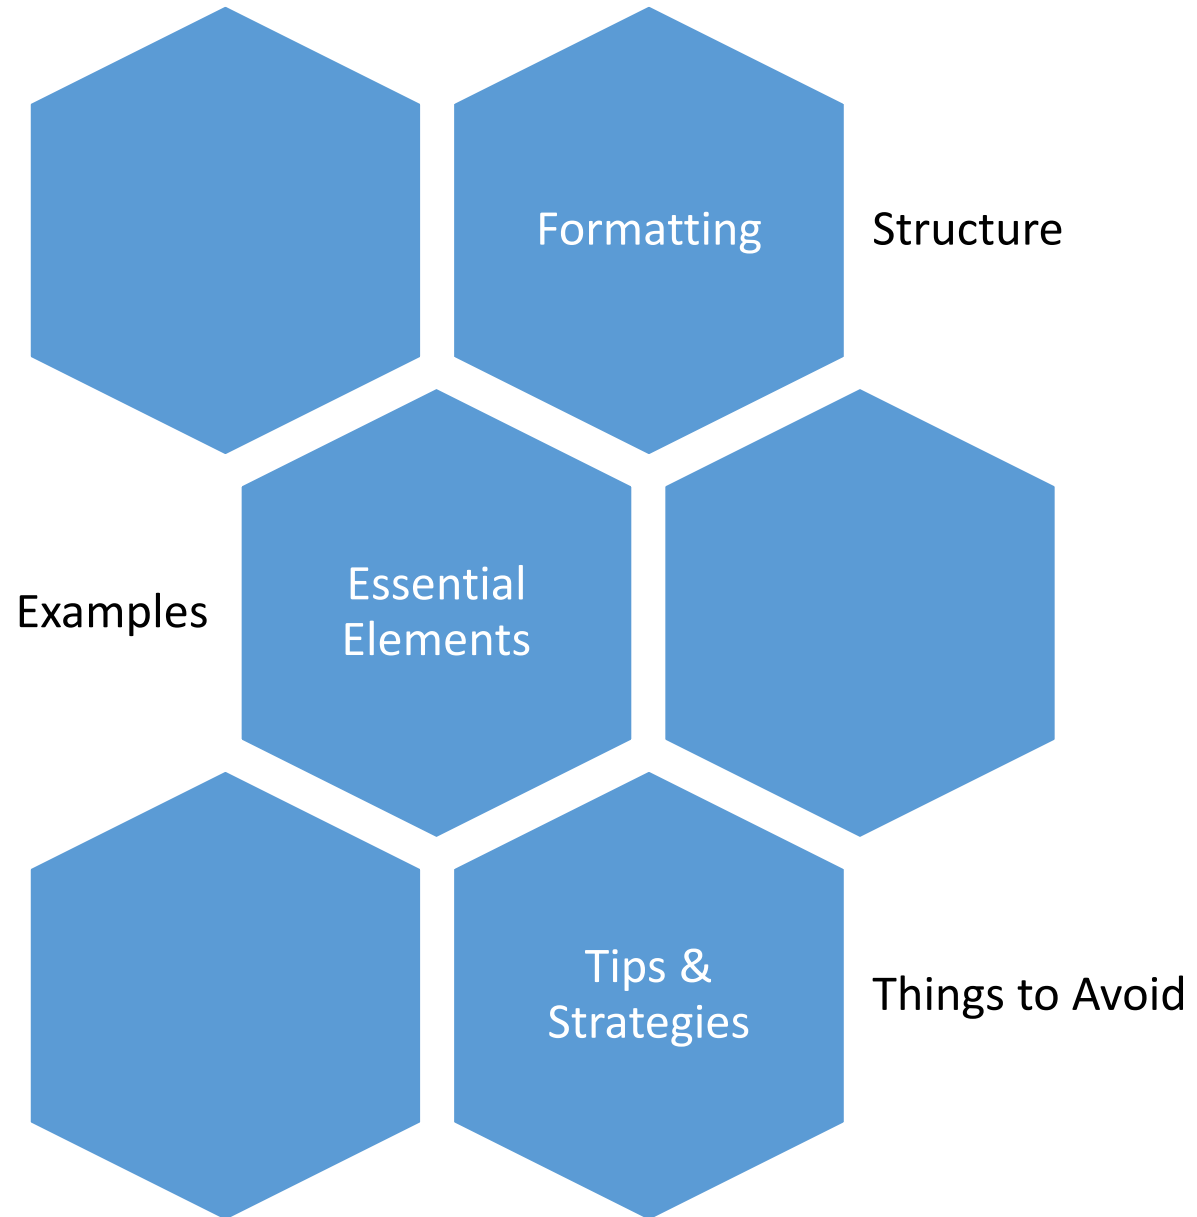 Formatting
Structure
Examples
Essential
Elements
Tips &
Strategies
Things to Avoid